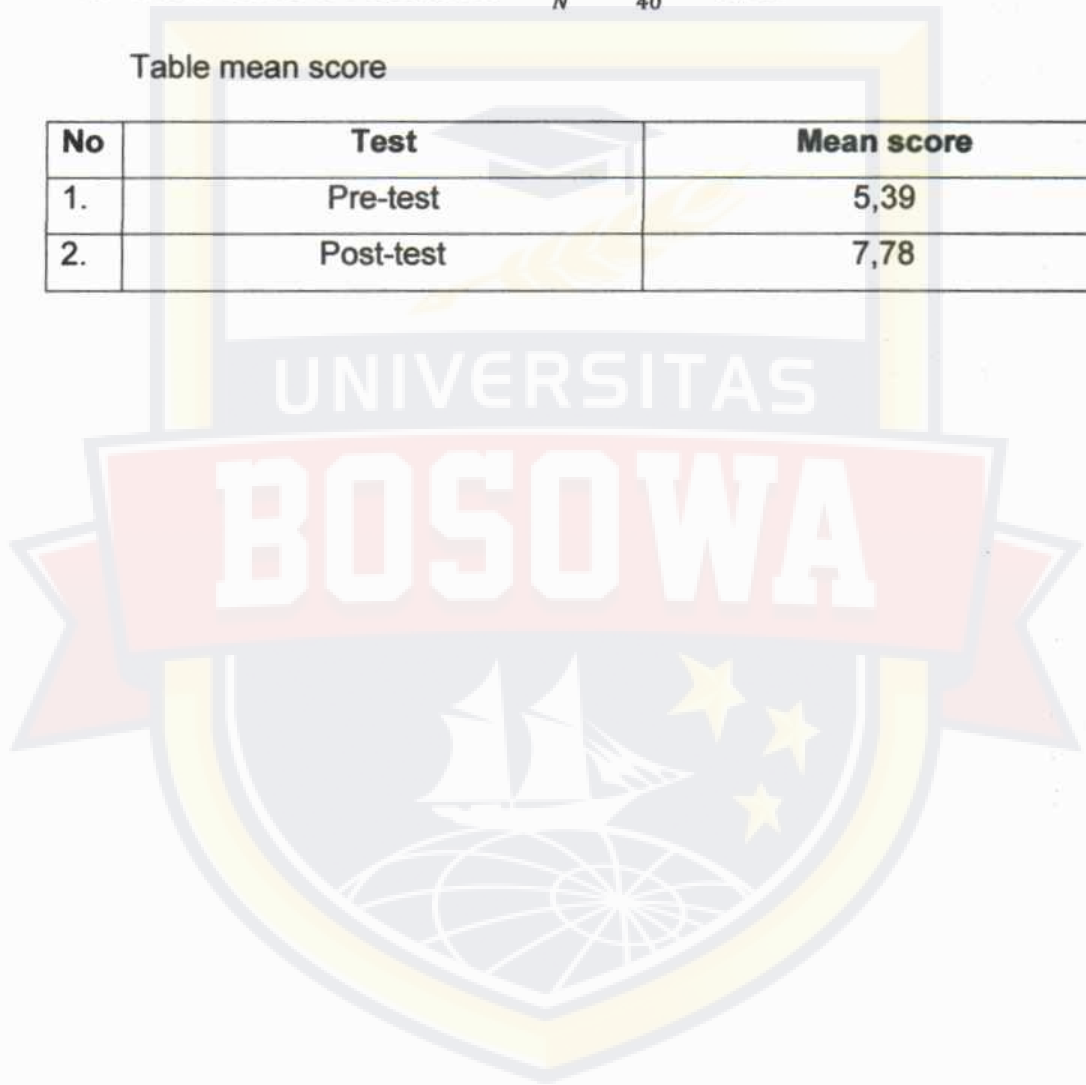 N 40
Table mean score
No Test Mean score
1. Pre-test 5,39
2. Post-test 7,78
UNIVERSITAS
BOSOWA